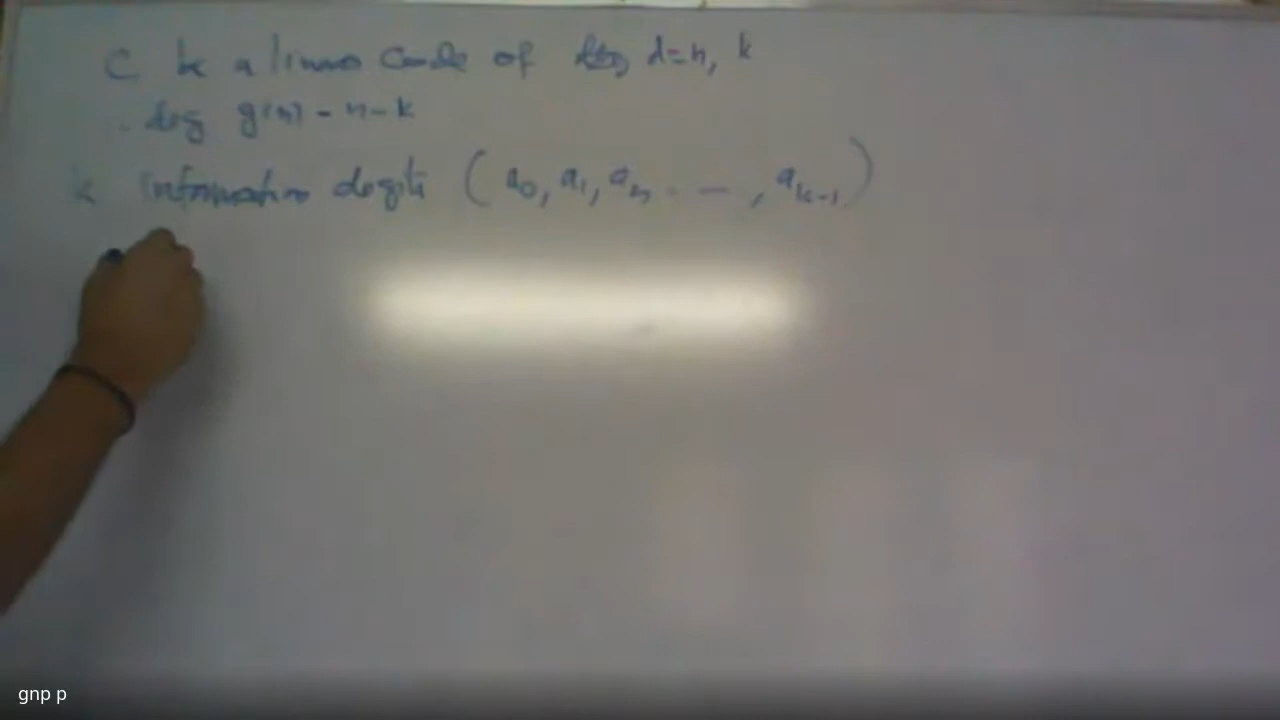 C be a linear code of d=n, k
deg g(x) = n-k
k information digits (a0, a1, a2 . - - , ak-1)
gnp p